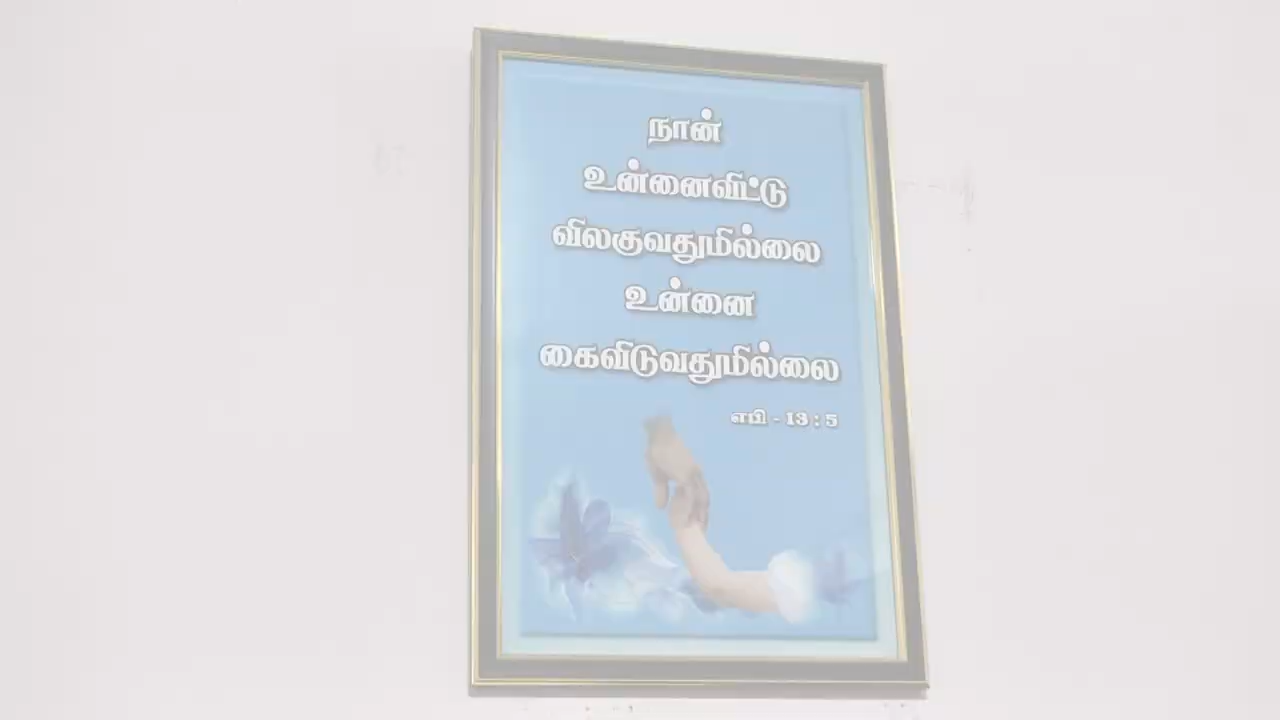 நான்
உன்னைவிட்டு
விலகுவதுமில்லை
உன்னை
கைவிடுவதுமில்லை
எபி - 13 : 5